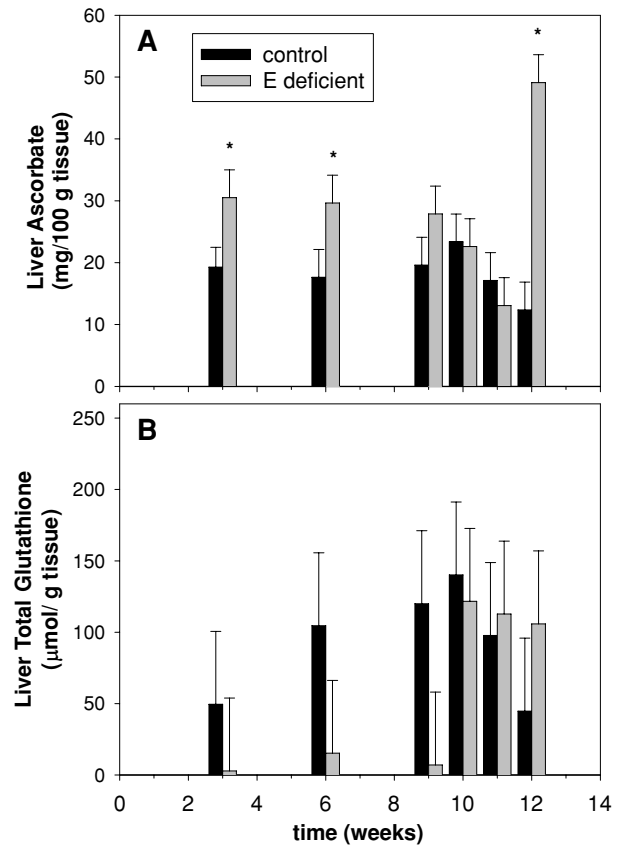 A
control
E deficient
*
*
*
60
50
40
30
20
10
0
Liver Ascorbate
(mg/100 g tissue)
B
250
200
150
100
50
0
Liver Total Glutathione
(μmol/ g tissue)
0 2 4 6 8 10 12 14
time (weeks)